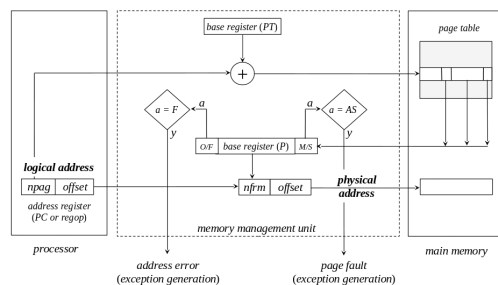 base register (PT)
page table
+
a = F
a
a
a = AS
y
O/F
base register (P)
M/S
y
logical address
npag
offset
nfrm
offset
physical
address
address register
(PC or regop)
memory management unit
processor
main memory
address error
(exception generation)
page fault
(exception generation)